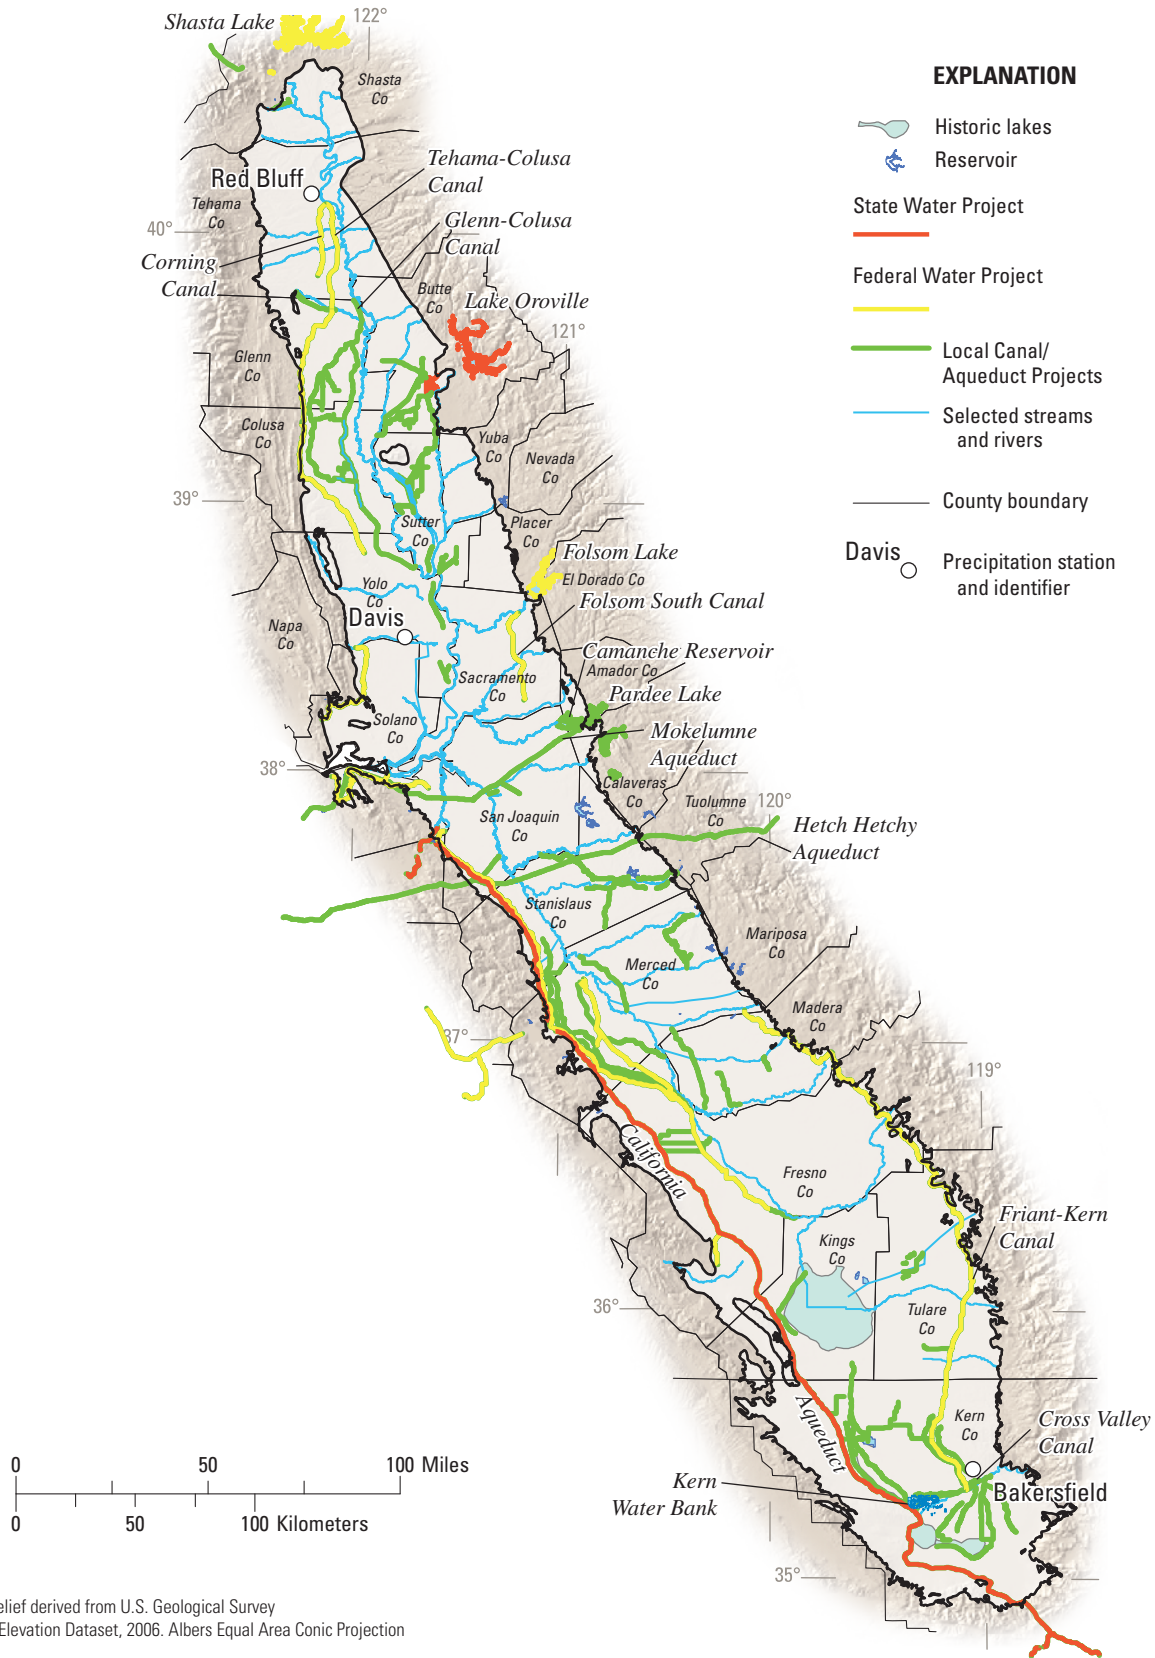 Shasta Lake
122°
Shasta
Co
EXPLANATION
Historic lakes
Reservoir
State Water Project
Federal Water Project
Local Canal/
Aqueduct Projects
Selected streams
and rivers
County boundary
Davis
Precipitation station
and identifier
Tehama-Colusa
Canal
Red Bluff
Tehama
Co
40°
Glenn-Colusa
Canal
Corning
Canal
Butte
Co
Lake Oroville
121°
Glenn
Co
Colusa
Co
Yuba
Co
Nevada
Co
39°
Sutter
Co
Placer
Co
Folsom Lake
El Dorado Co
Yolo
Co
Folsom South Canal
Davis
Napa
Co
Camanche Reservoir
Amador Co
Sacramento
Co
Pardee Lake
Solano
Co
Mokelumne
Aqueduct
38°
Calaveras
Co
Tuolumne
Co
120°
San Joaquin
Co
Hetch Hetchy
Aqueduct
Stanislaus
Co
Mariposa
Co
Merced
Co
Madera
Co
37°
119°
California
Fresno
Co
Friant-Kern
Canal
Kings
Co
36°
Tulare
Co
Aqueduct
Kern
Co
Cross Valley
Canal
0 50 100 Miles
0 50 100 Kilometers
Kern
Water Bank
Bakersfield
35°
elief derived from U.S. Geological Survey
Elevation Dataset, 2006. Albers Equal Area Conic Projection